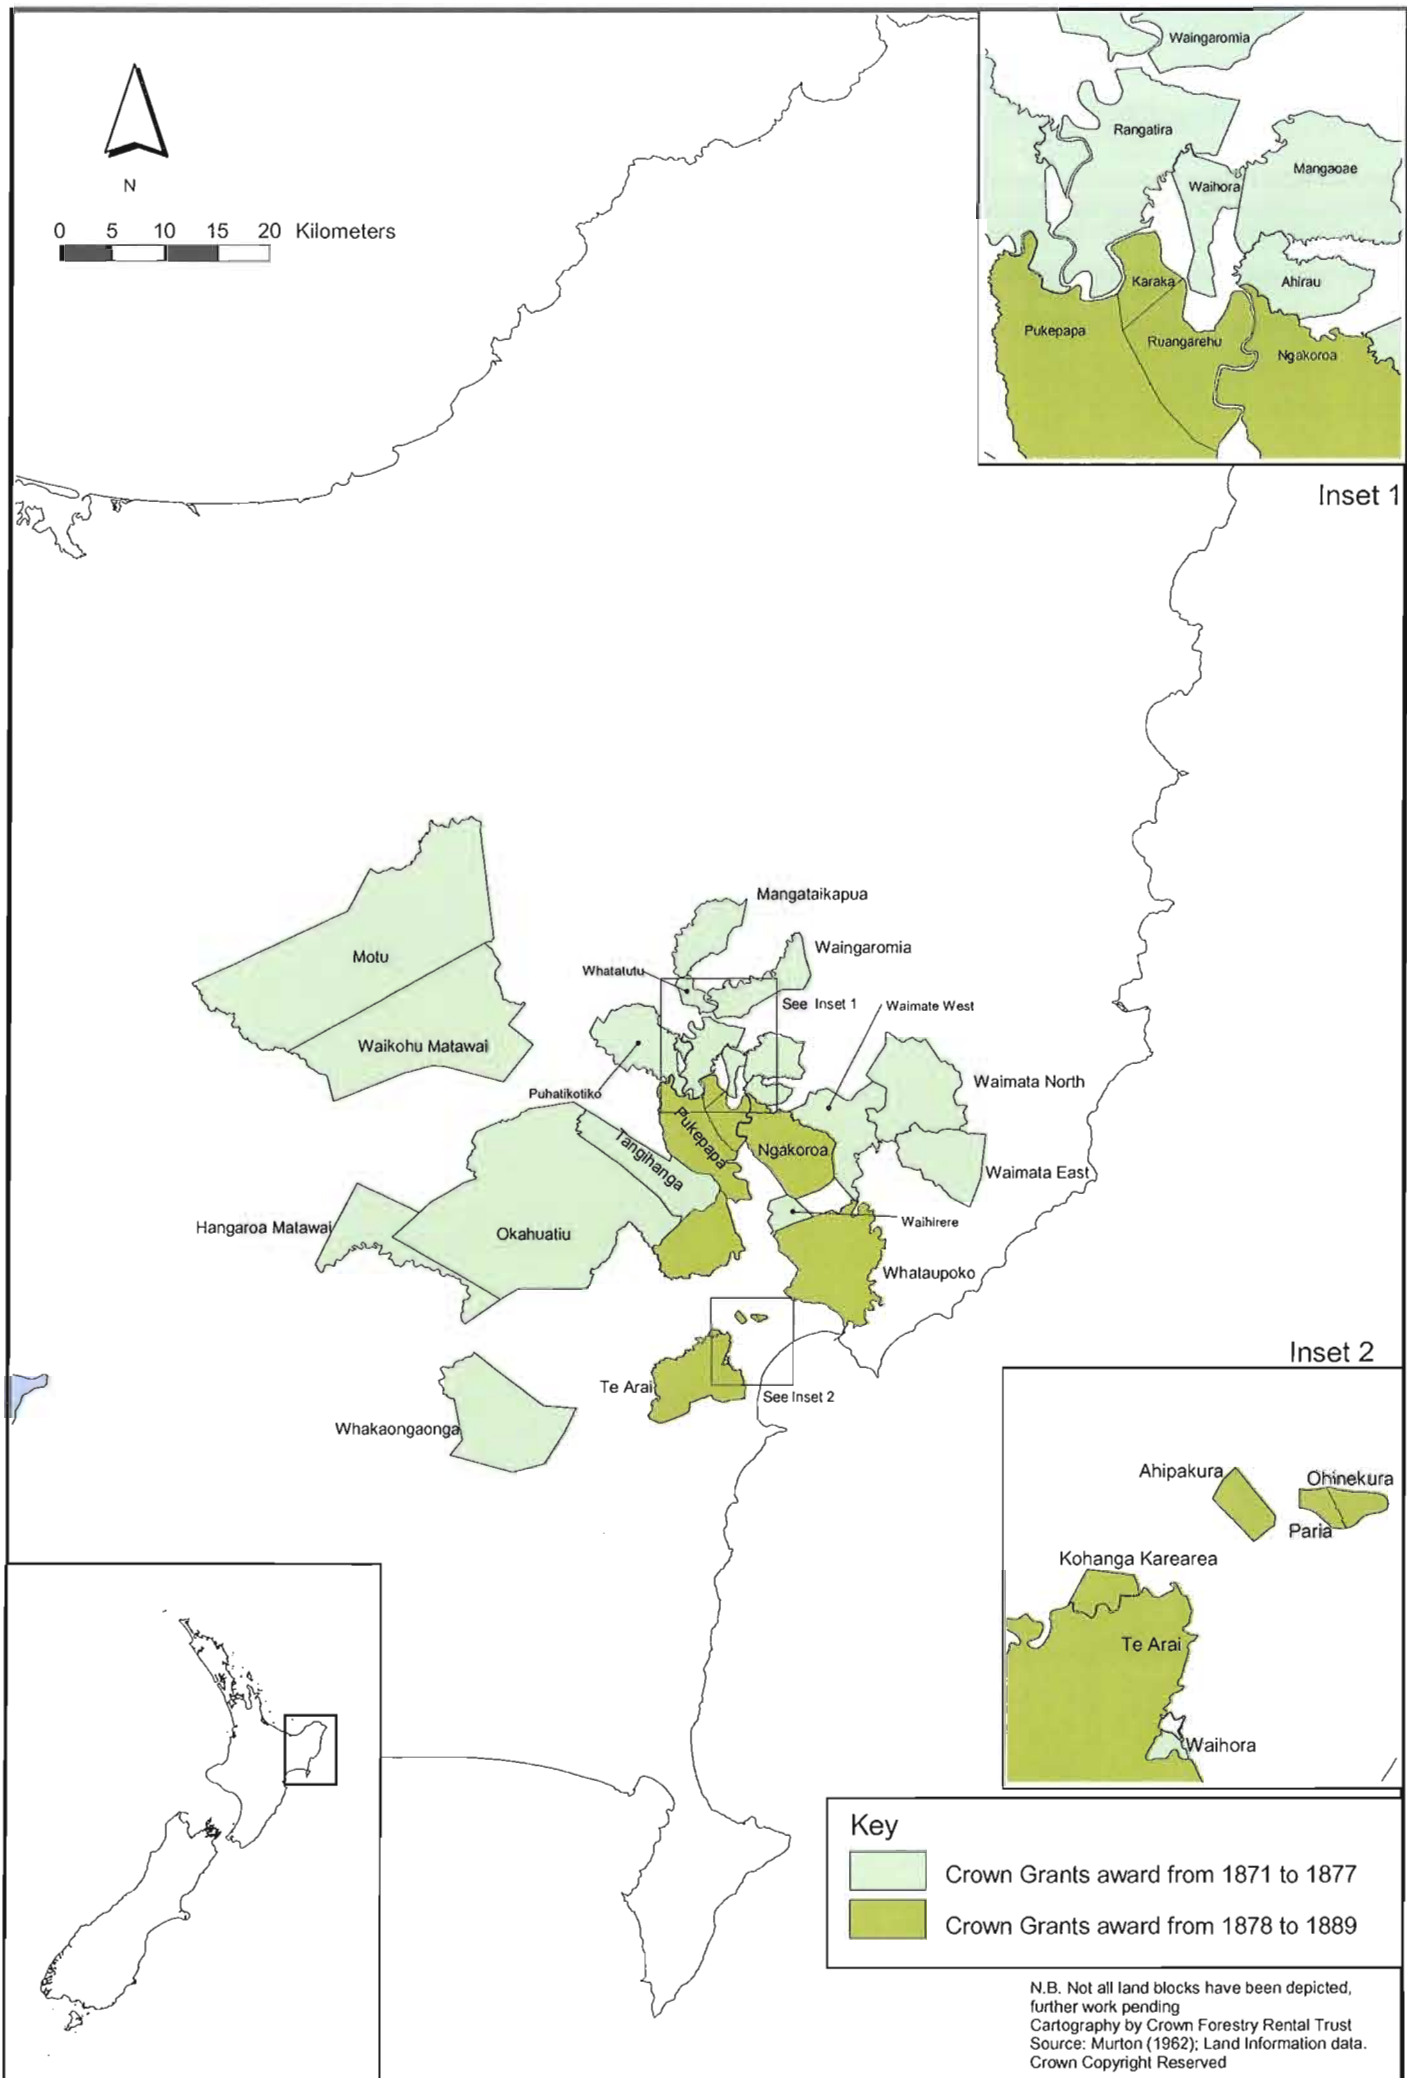 N
0 5 10 15 20 Kilometers
Waingaromia
Rangatira
Waihora
Mangaoae
Karaka
Ahirau
Pukepapa
Ruangarehu
Ngakoroa
Inset 1
Mangataikapua
Motu
Waingaromia
Whatatutu
See Inset 1
Waimate West
Waikohu Matawai
Waimata North
Puhatikotiko
Pukepapa
Tangihanga
Ngakoroa
Waimata East
Hangaroa Matawai
Okahuatiu
Waihirere
Whataupoko
Te Arai
See Inset 2
Whakaongaonga
Inset 2
Ahipakura
Ohinekura
Paria
Kohanga Karearea
Te Arai
Waihora
Key
Crown Grants award from 1871 to 1877
Crown Grants award from 1878 to 1889
N.B. Not all land blocks have been depicted,
further work pending
Cartography by Crown Forestry Rental Trust
Source: Murton (1962); Land Information data.
Crown Copyright Reserved